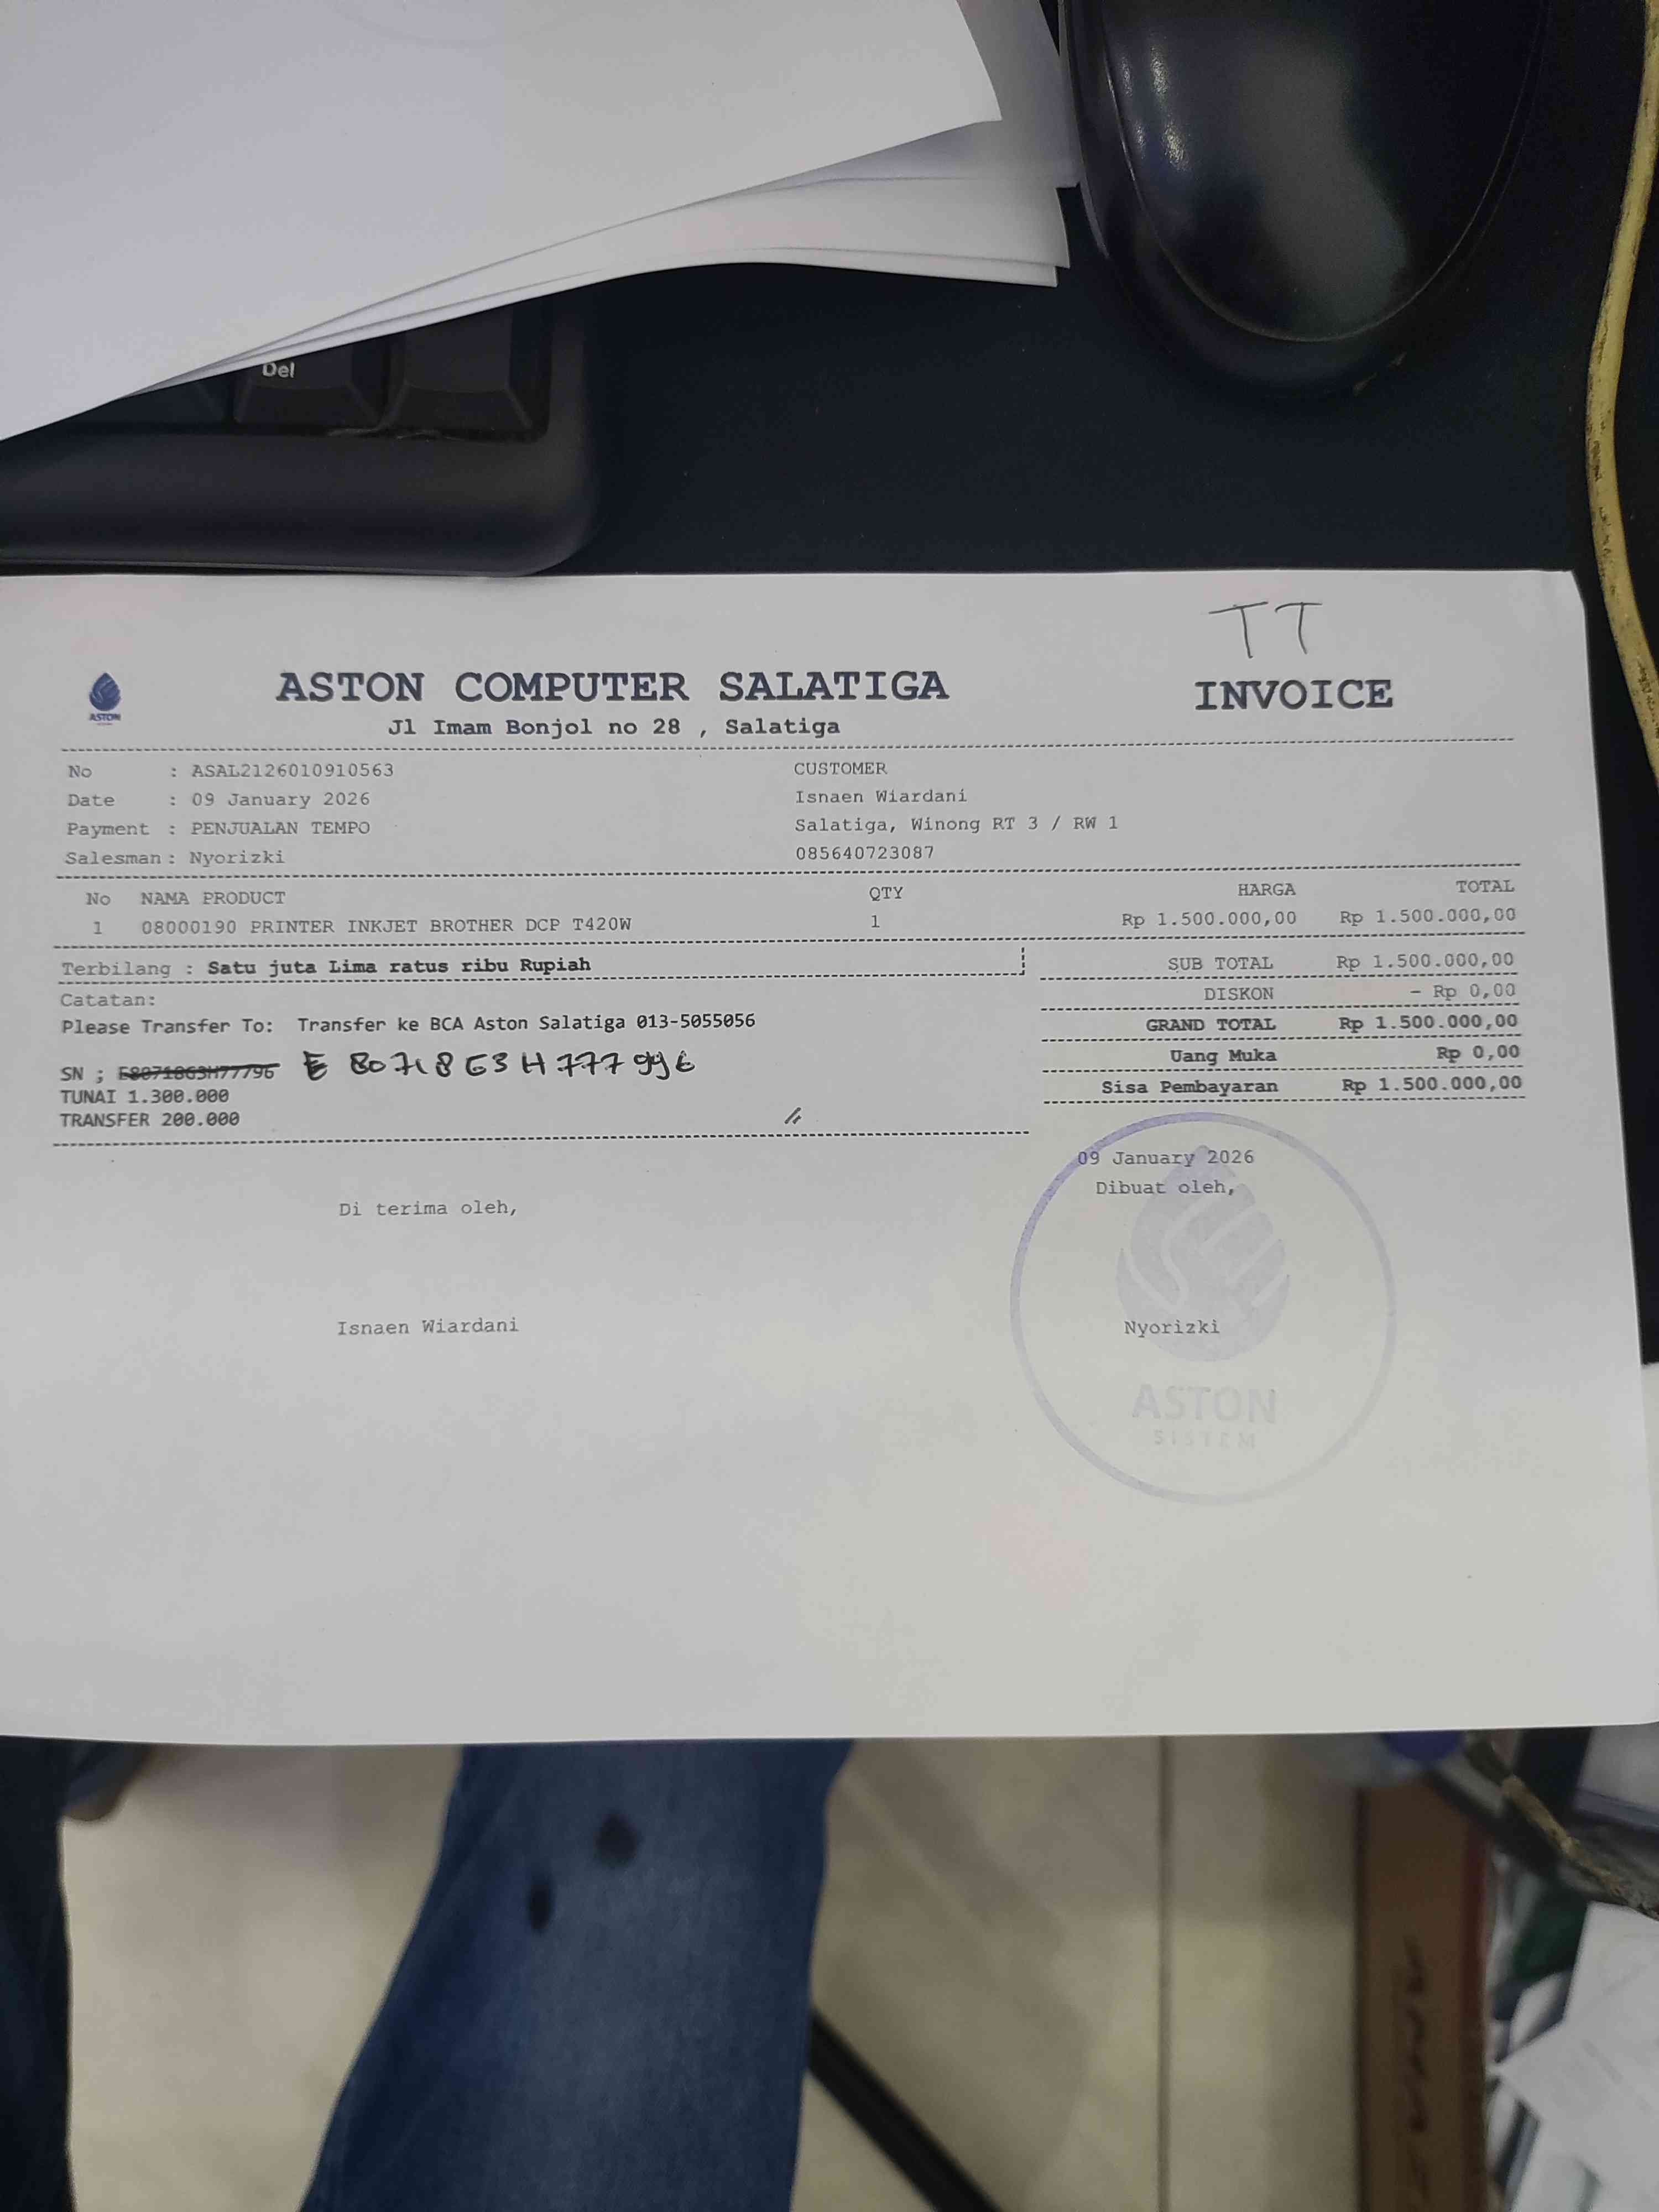 Del
TT
ASTON
ASTON COMPUTER SALATIGA
INVOICE
Jl Imam Bonjol no 28 , Salatiga
No : ASAL2126010910563
Date : 09 January 2026
Payment : PENJUALAN TEMPO
Salesman : Nyorizki
CUSTOMER
Isnaen Wiardani
Salatiga, Winong RT 3 / RW 1
085640723087
No NAMA PRODUCT QTY HARGA TOTAL
1 08000190 PRINTER INKJET BROTHER DCP T420W 1 Rp 1.500.000,00 Rp 1.500.000,00
Terbilang : Satu juta Lima ratus ribu Rupiah
SUB TOTAL Rp 1.500.000,00
DISKON - Rp 0,00
GRAND TOTAL Rp 1.500.000,00
Uang Muka Rp 0,00
Sisa Pembayaran Rp 1.500.000,00
Catatan:
Please Transfer To: Transfer ke BCA Aston Salatiga 013-5055056
SN ; E80718G3H77796 E 80718G3H777996
TUNAI 1.300.000
TRANSFER 200.000
09 January 2026
Dibuat oleh,
Di terima oleh,
Isnaen Wiardani
Nyorizki
ASTON
SISTEM